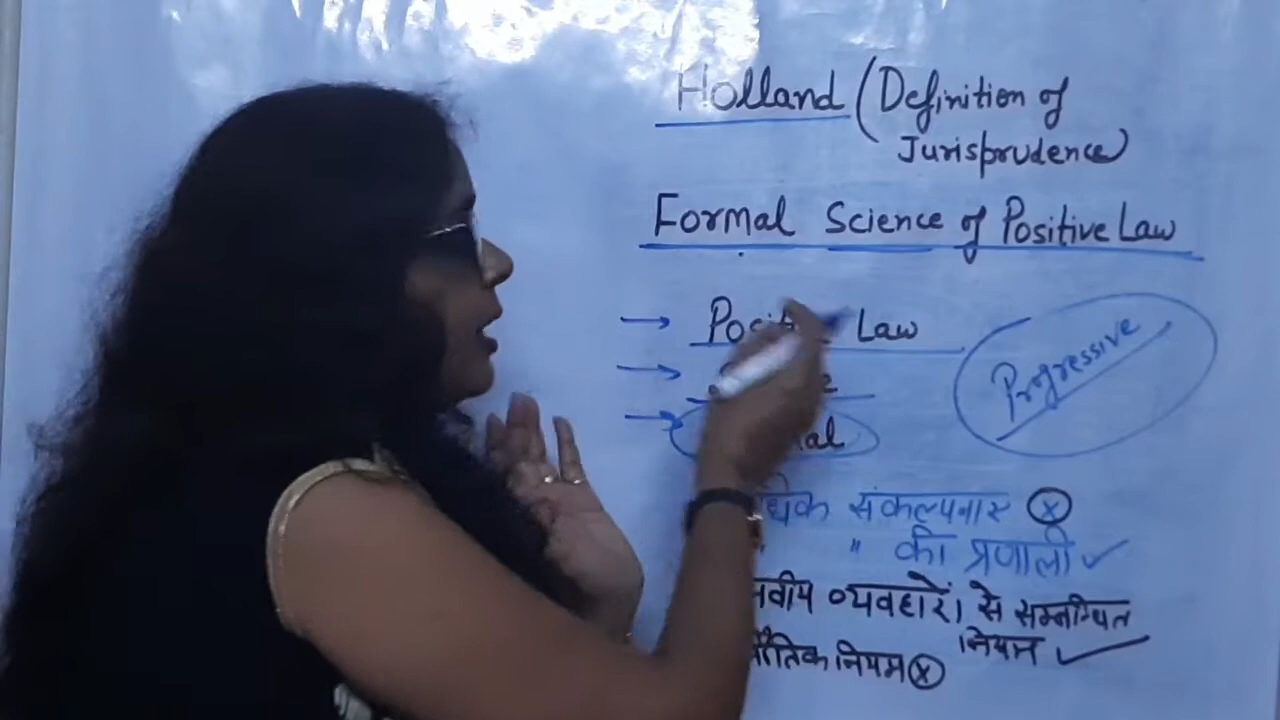 Holland (Definition of
Jurisprudence)
Formal Science of Positive Law
→ Law
Progressive
→
→
संकल्पनाए ⓧ
" की प्रणाली ✓
व्यवहारों से सम्बन्धित
नियम ✓
नियम ⓧ